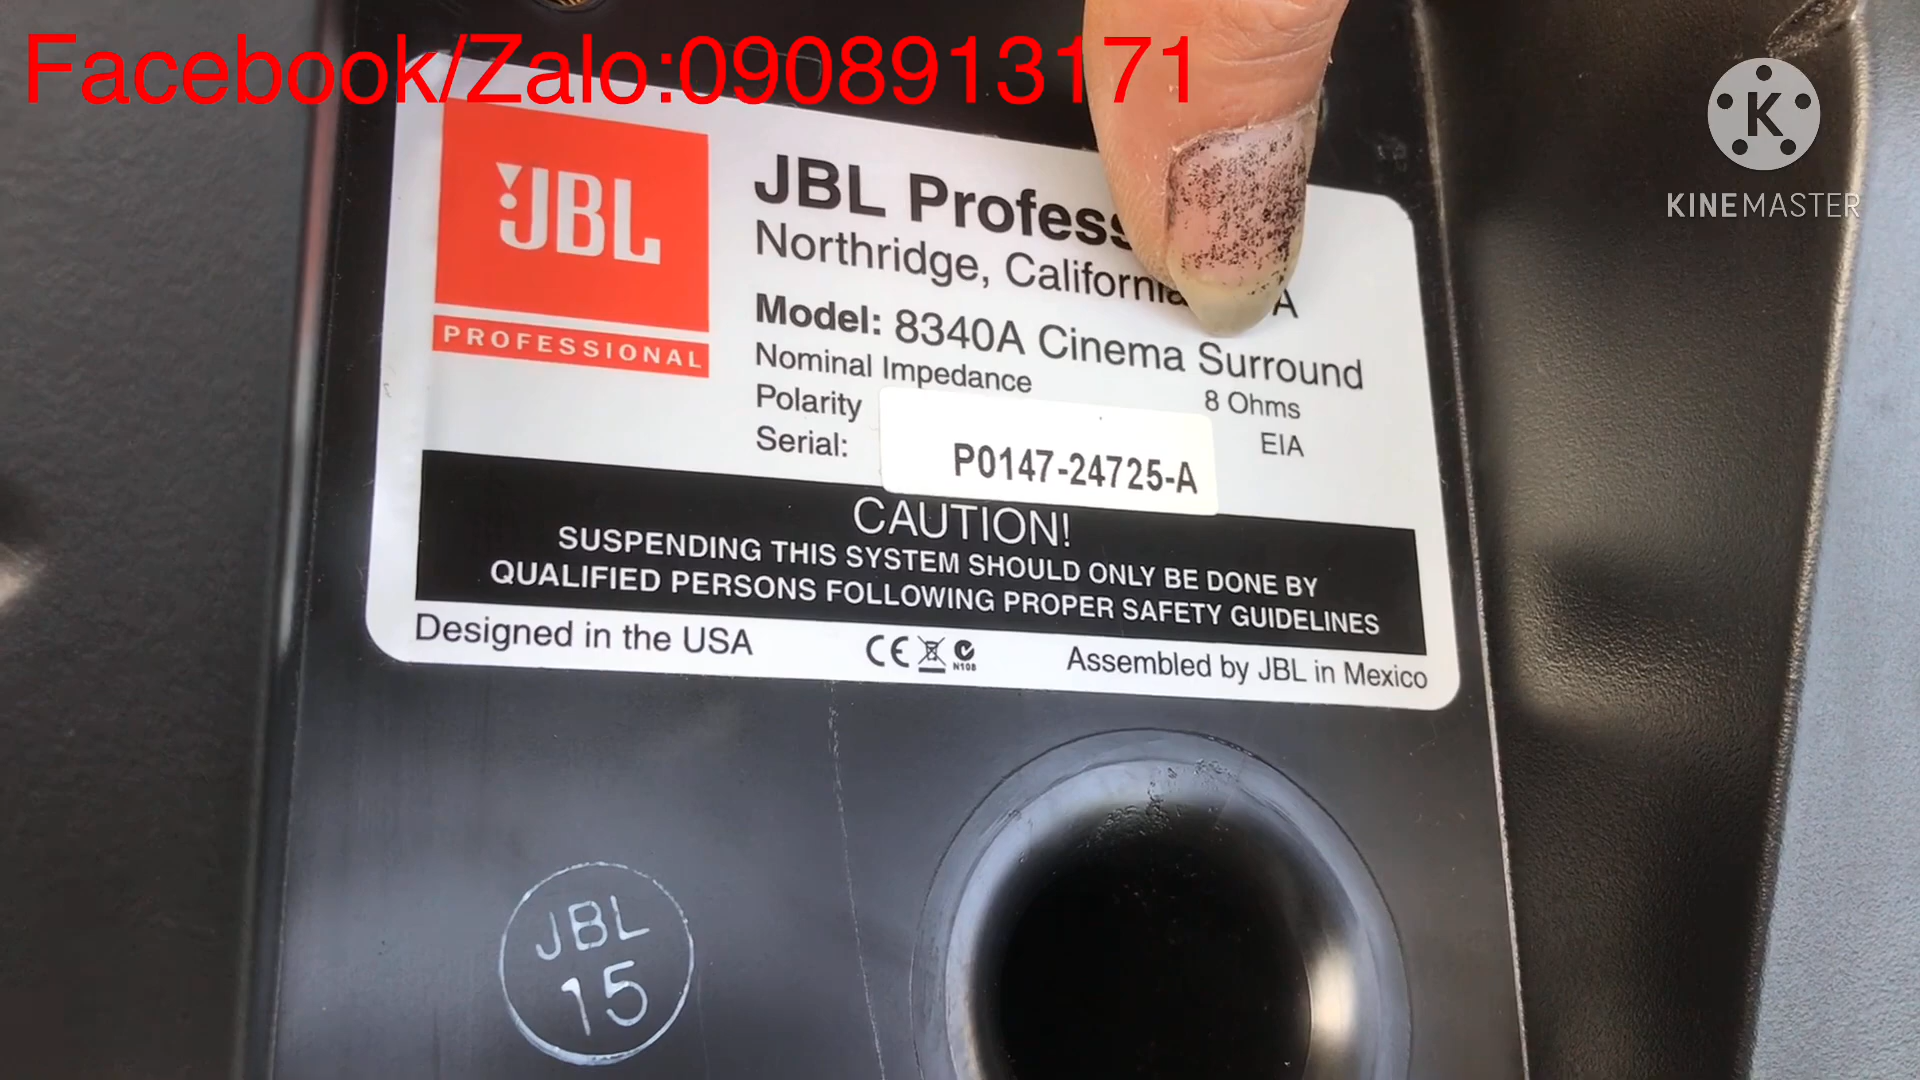 Facebook/Zalo:0908913171
K
KINEMASTER
JBL
PROFESSIONAL
JBL
Northridge, California
Model: 8340A Cinema Surround
Nominal Impedance 8 Ohms
Polarity EIA
Serial: P0147-24725-A
CAUTION!
SUSPENDING THIS SYSTEM SHOULD ONLY BE DONE BY
QUALIFIED PERSONS FOLLOWING PROPER SAFETY GUIDELINES
Designed in the USA CE N108 Assembled by JBL in Mexico
JBL
15